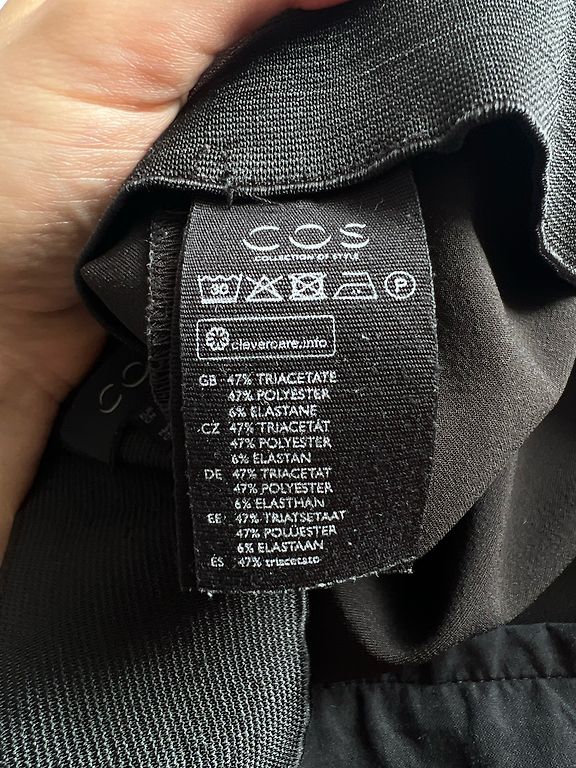 COS
COLLECTION OF STYLE
30
P
clevercare.info
GB 47% TRIACETATE
47% POLYESTER
6% ELASTANE
CZ 47% TRIACETÁT
47% POLYESTER
6% ELASTAN
DE 47% TRIACETAT
47% POLYESTER
6% ELASTHAN
EE 47% TRIATSETAAT
47% POLÜESTER
6% ELASTAAN
ES 47% triacetato
CO